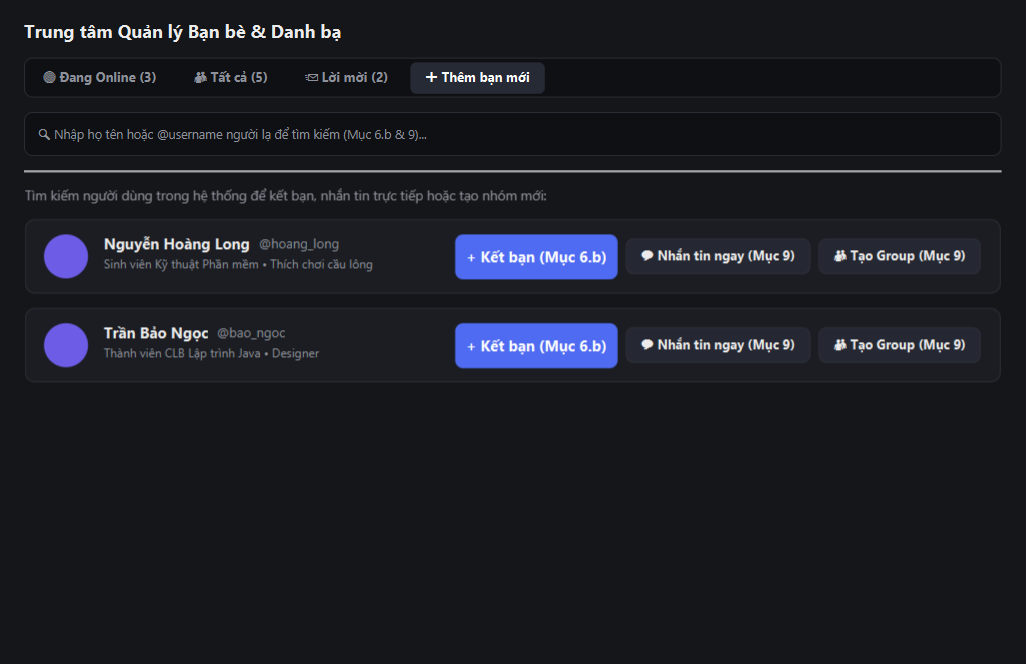 Trung tâm Quản lý Bạn bè & Danh bạ
Đang Online (3) Tất cả (5) Lời mời (2) + Thêm bạn mới
Nhập họ tên hoặc @username người lạ để tìm kiếm (Mục 6.b & 9)...
Tìm kiếm người dùng trong hệ thống để kết bạn, nhắn tin trực tiếp hoặc tạo nhóm mới:
Nguyễn Hoàng Long @hoang_long
Sinh viên Kỹ thuật Phần mềm • Thích chơi cầu lông
+ Kết bạn (Mục 6.b) Nhắn tin ngay (Mục 9) Tạo Group (Mục 9)
Trần Bảo Ngọc @bao_ngoc
Thành viên CLB Lập trình Java • Designer
+ Kết bạn (Mục 6.b) Nhắn tin ngay (Mục 9) Tạo Group (Mục 9)